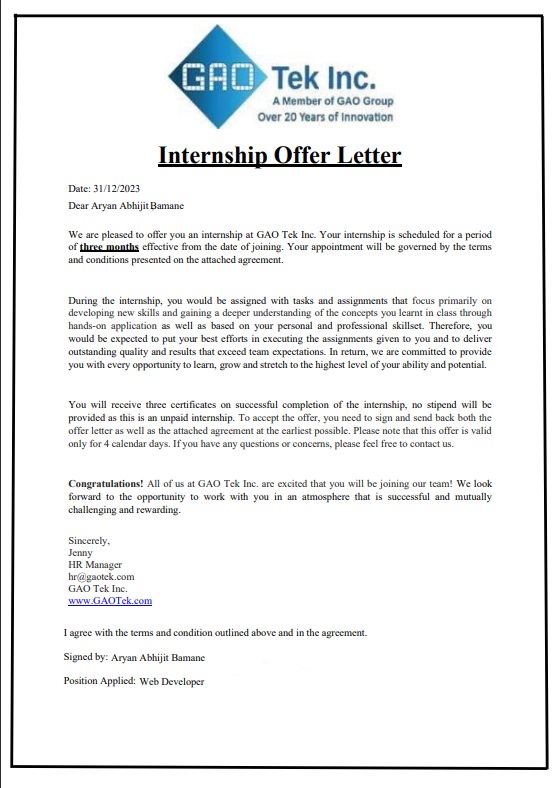 GAO Tek Inc.
A Member of GAO Group
Over 20 Years of Innovation
Internship Offer Letter
Date: 31/12/2023
Dear Aryan Abhijit Bamane
We are pleased to offer you an internship at GAO Tek Inc. Your internship is scheduled for a period
of three months effective from the date of joining. Your appointment will be governed by the terms
and conditions presented on the attached agreement.
During the internship, you would be assigned with tasks and assignments that focus primarily on
developing new skills and gaining a deeper understanding of the concepts you learnt in class through
hands-on application as well as based on your personal and professional skillset. Therefore, you
would be expected to put your best efforts in executing the assignments given to you and to deliver
outstanding quality and results that exceed team expectations. In return, we are committed to provide
you with every opportunity to learn, grow and stretch to the highest level of your ability and potential.
You will receive three certificates on successful completion of the internship, no stipend will be
provided as this is an unpaid internship. To accept the offer, you need to sign and send back both the
offer letter as well as the attached agreement at the earliest possible. Please note that this offer is valid
only for 4 calendar days. If you have any questions or concerns, please feel free to contact us.
Congratulations! All of us at GAO Tek Inc. are excited that you will be joining our team! We look
forward to the opportunity to work with you in an atmosphere that is successful and mutually
challenging and rewarding.
Sincerely,
Jenny
HR Manager
hr@gaotek.com
GAO Tek Inc.
www.GAOTek.com
I agree with the terms and condition outlined above and in the agreement.
Signed by: Aryan Abhijit Bamane
Position Applied: Web Developer